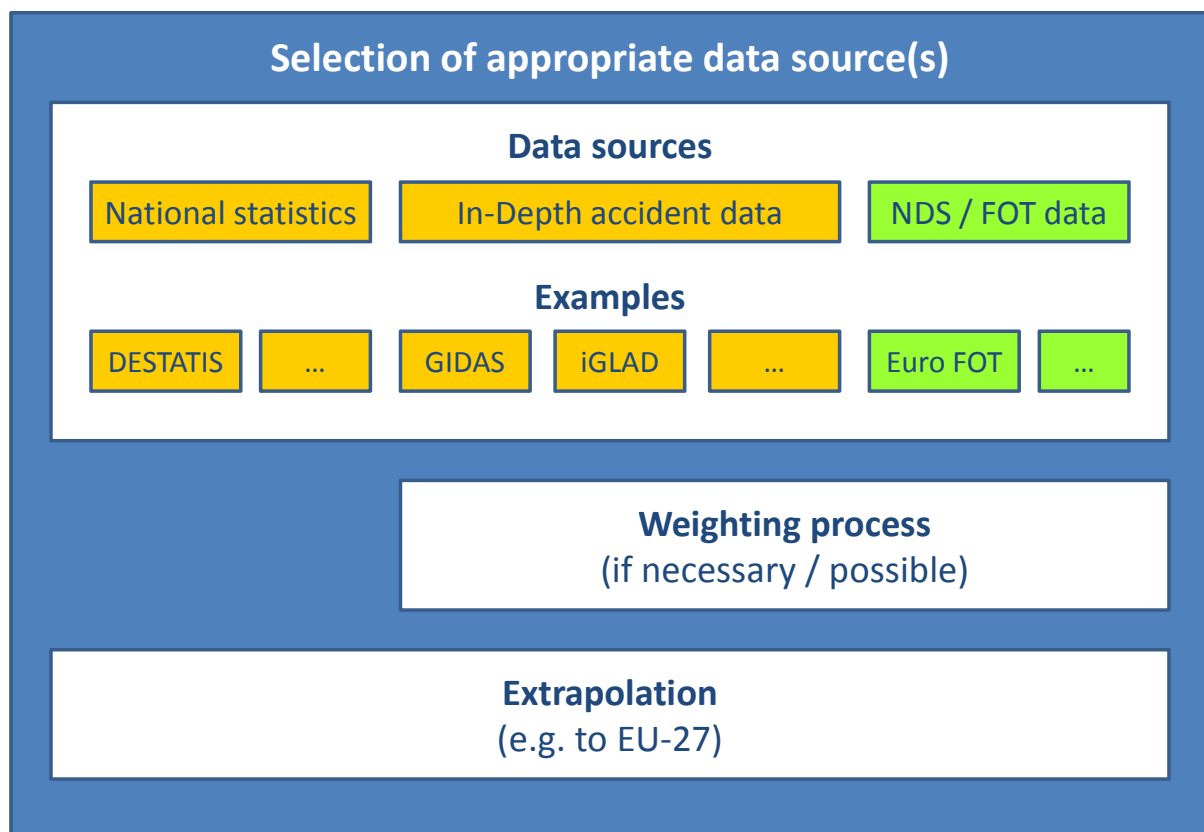 Selection of appropriate data source(s)
Data sources
National statistics
In-Depth accident data
NDS / FOT data
Examples
DESTATIS
...
GIDAS
iGLAD
...
Euro FOT
...
Weighting process
(if necessary / possible)
Extrapolation
(e.g. to EU-27)